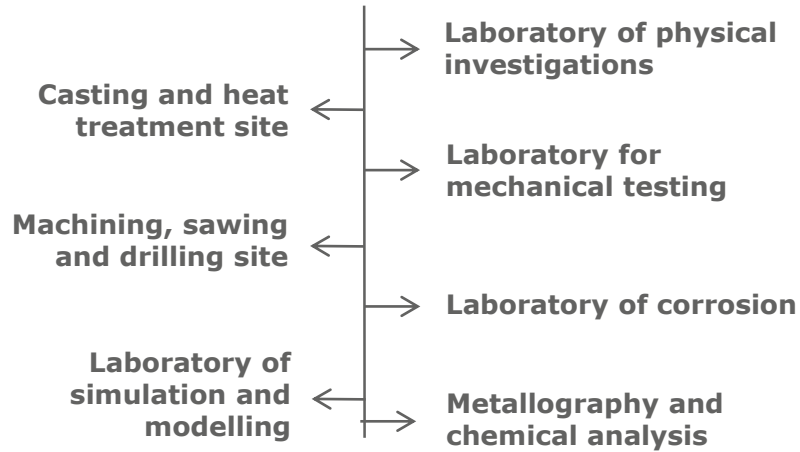 Laboratory of physical
investigations
Casting and heat
treatment site
Laboratory for
mechanical testing
Machining, sawing
and drilling site
Laboratory of corrosion
Laboratory of
simulation and
modelling
Metallography and
chemical analysis